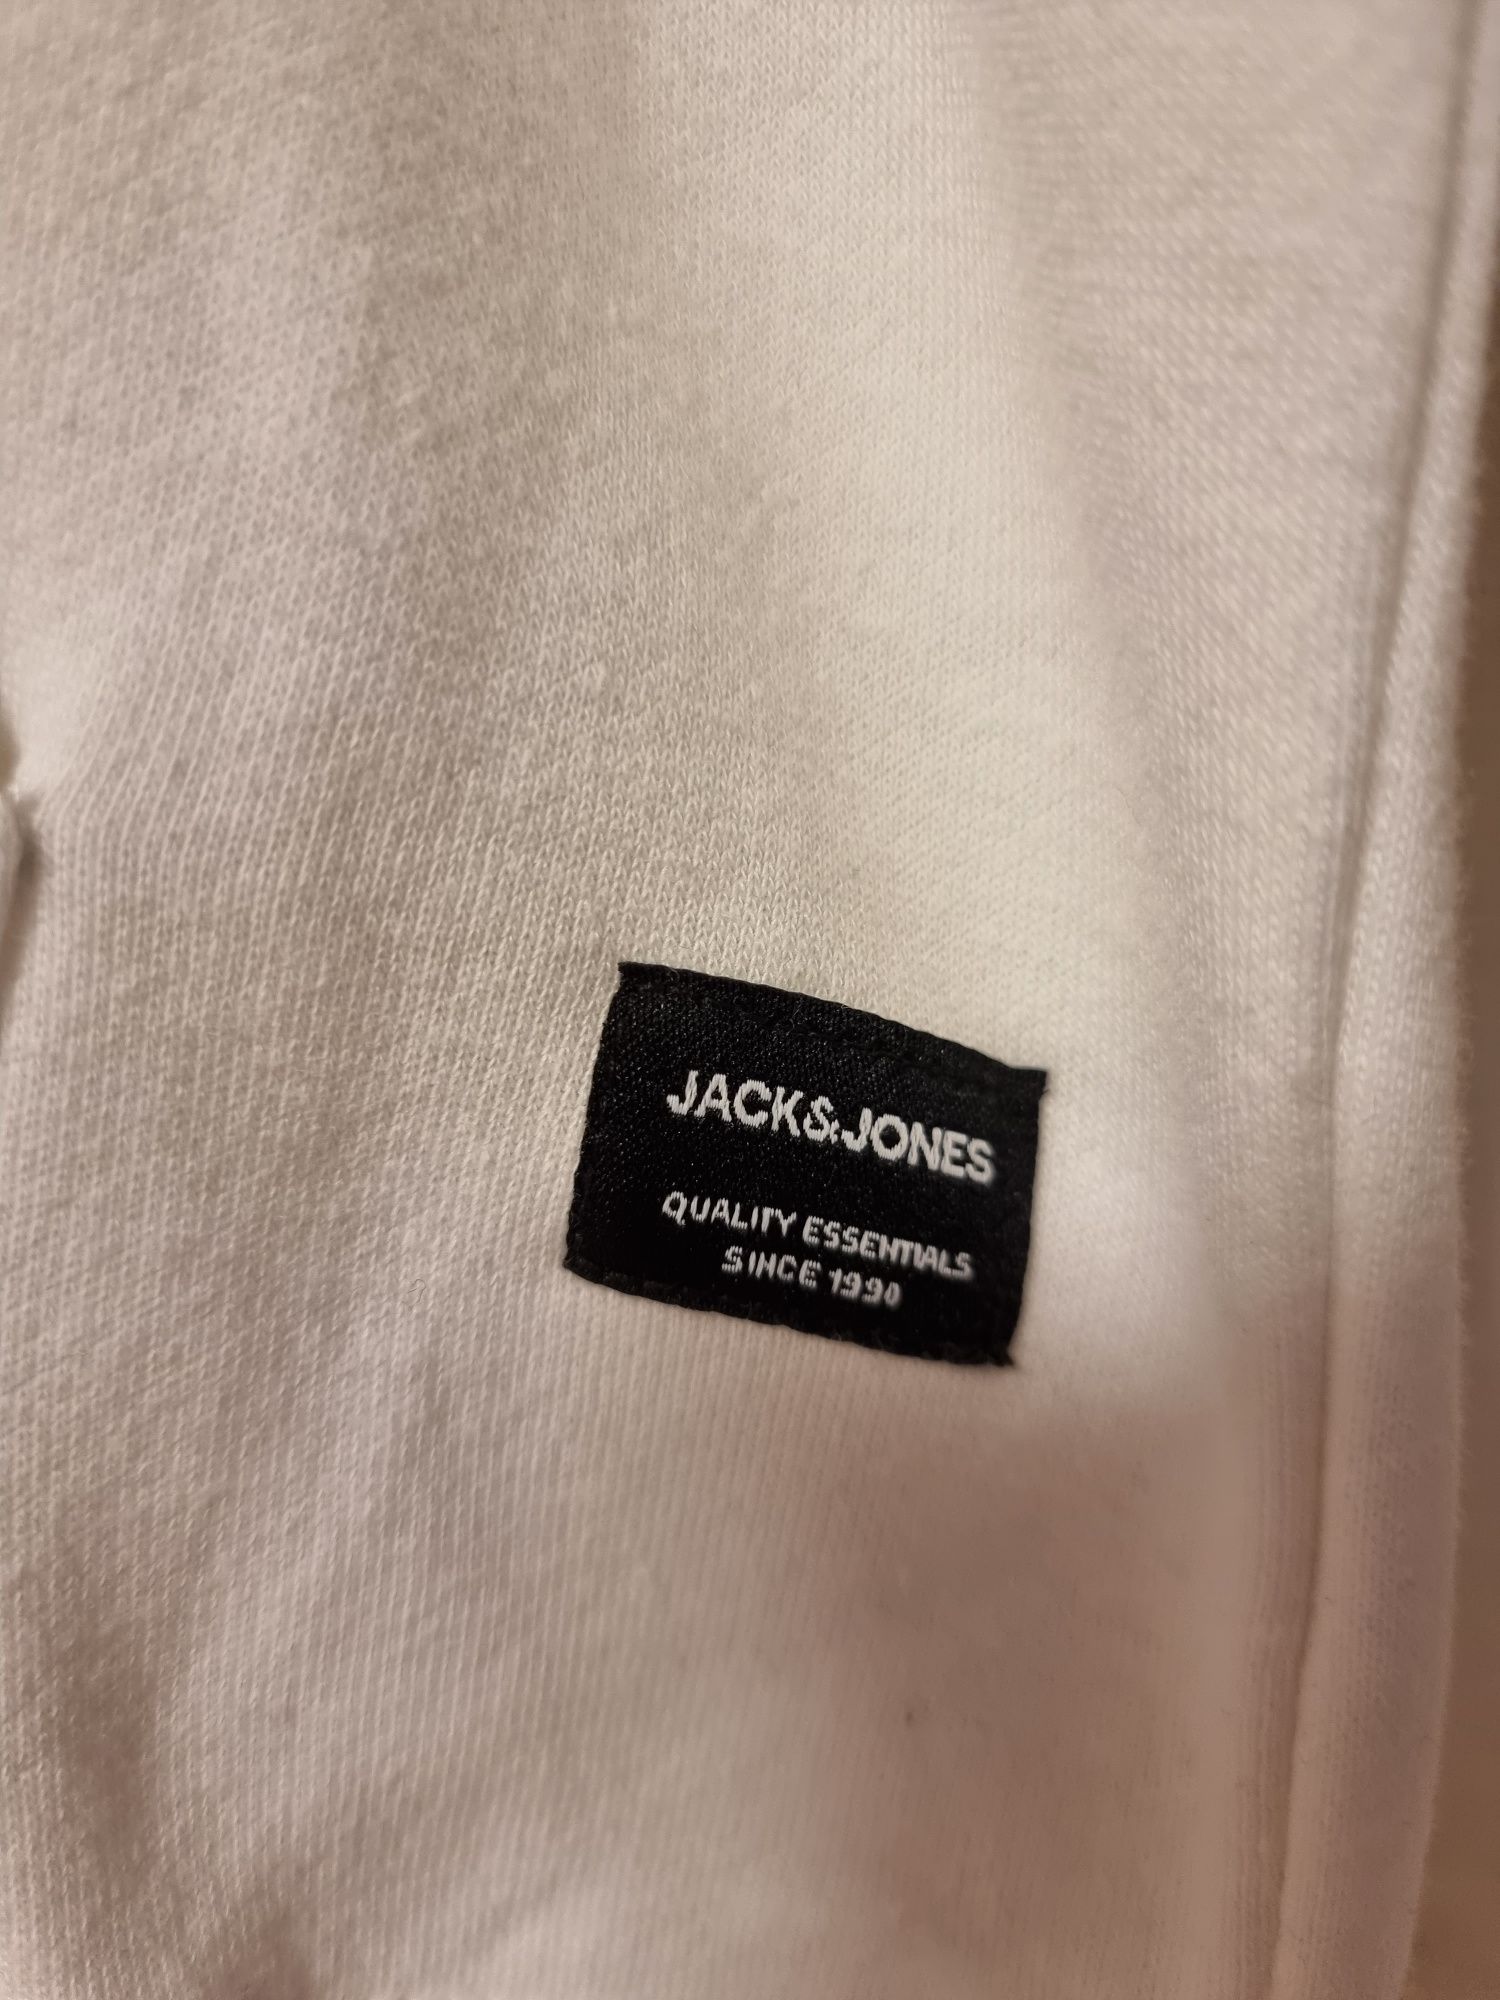 JACK&JONES
QUALITY ESSENTIALS
SINCE 1990